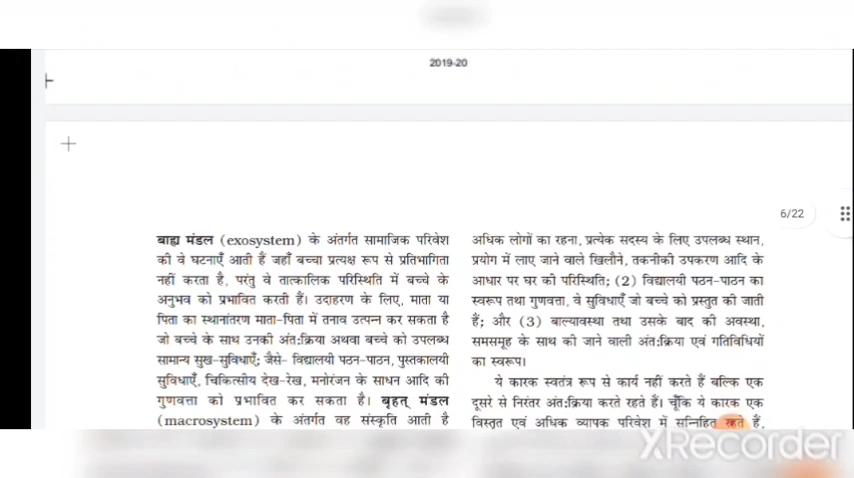 2019-20
6/22
बाह्य मंडल (exosystem) के अंतर्गत सामाजिक परिवेश
की वे घटनाएँ आती हैं जहाँ बच्चा प्रत्यक्ष रूप से प्रतिभागिता
नहीं करता है, परंतु वे तात्कालिक परिस्थिति में बच्चे के
अनुभव को प्रभावित करती हैं। उदाहरण के लिए, माता या
पिता का स्थानांतरण माता-पिता में तनाव उत्पन्न कर सकता है
जो बच्चे के साथ उनकी अंत:क्रिया अथवा बच्चे को उपलब्ध
सामान्य सुख-सुविधाएँ; जैसे- विद्यालयी पठन-पाठन, पुस्तकालयी
सुविधाएँ, चिकित्सीय देख-रेख, मनोरंजन के साधन आदि की
गुणवत्ता को प्रभावित कर सकता है। बृहत् मंडल
(macrosystem) के अंतर्गत वह संस्कृति आती है
अधिक लोगों का रहना, प्रत्येक सदस्य के लिए उपलब्ध स्थान,
प्रयोग में लाए जाने वाले खिलौने, तकनीकी उपकरण आदि के
आधार पर घर की परिस्थिति; (2) विद्यालयी पठन-पाठन का
स्वरूप तथा गुणवत्ता, वे सुविधाएँ जो बच्चे को प्रस्तुत की जाती
हैं; और (3) बाल्यावस्था तथा उसके बाद की अवस्था,
समसमूह के साथ की जाने वाली अंत:क्रिया एवं गतिविधियों
का स्वरूप।
ये कारक स्वतंत्र रूप से कार्य नहीं करते हैं बल्कि एक
दूसरे से निरंतर अंत:क्रिया करते रहते हैं। चूँकि ये कारक एक
विस्तृत एवं अधिक व्यापक परिवेश में सन्निहित रहते हैं,
XRecorder